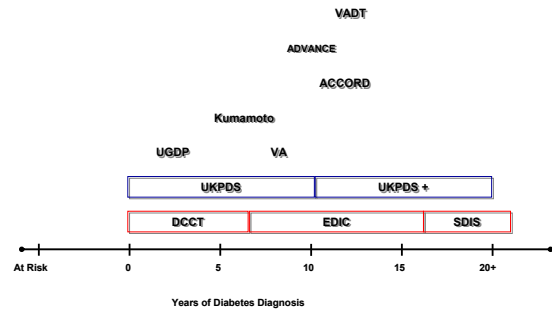 VADT
ADVANCE
ACCORD
Kumamoto
UGDP VA
UKPDS UKPDS +
DCCT EDIC SDIS
At Risk 0 5 10 15 20+
Years of Diabetes Diagnosis